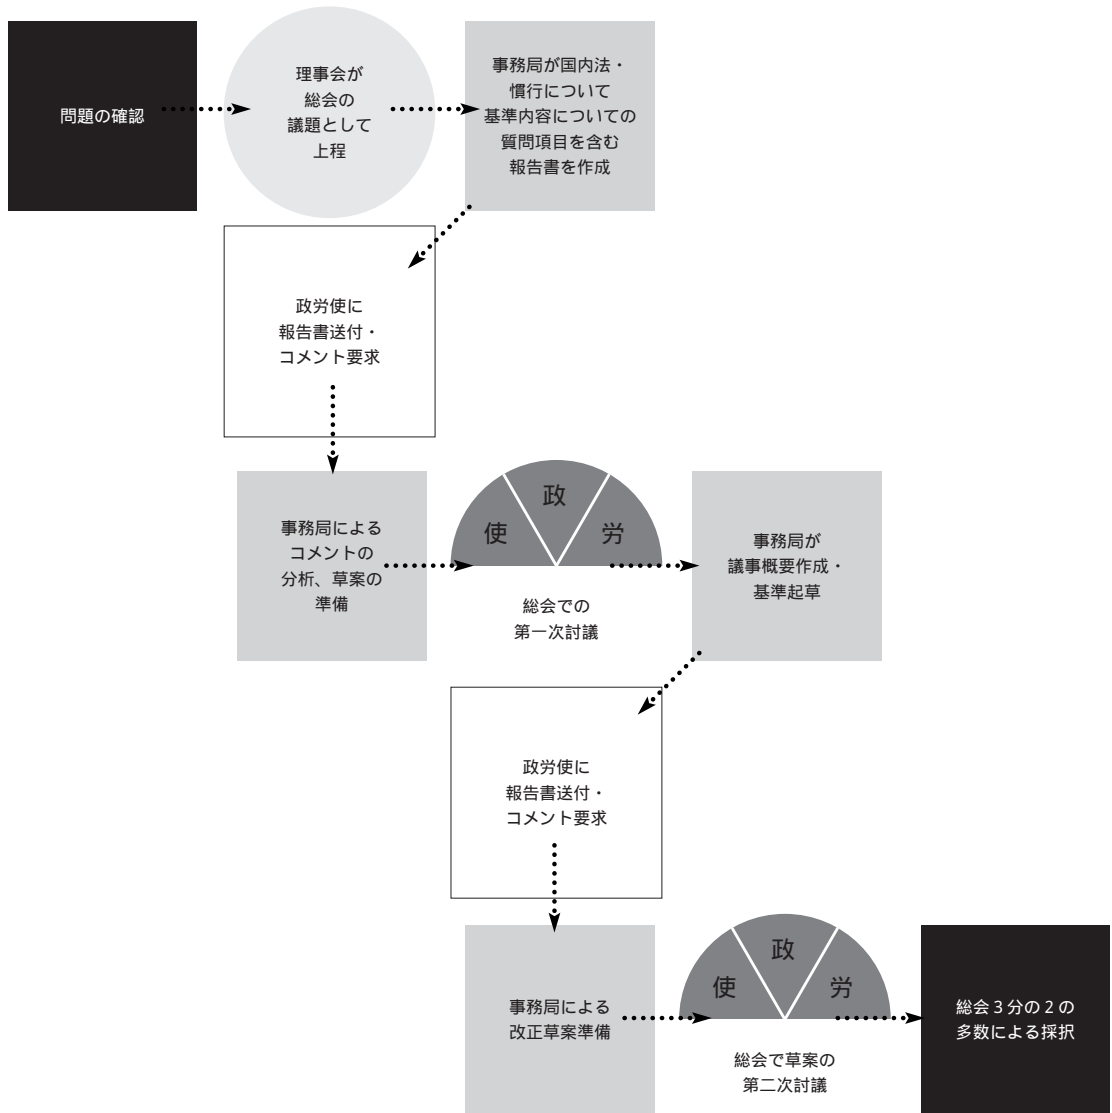 問題の確認
理事会が
総会の
議題として
上程
事務局が国内法・
慣行について
基準内容についての
質問項目を含む
報告書を作成
政労使に
報告書送付・
コメント要求
事務局による
コメントの
分析、草案の
準備
使
政
労
総会での
第一次討議
事務局が
議事概要作成・
基準起草
政労使に
報告書送付・
コメント要求
事務局による
改正草案準備
使
政
労
総会で草案の
第二次討議
総会３分の２の
多数による採択